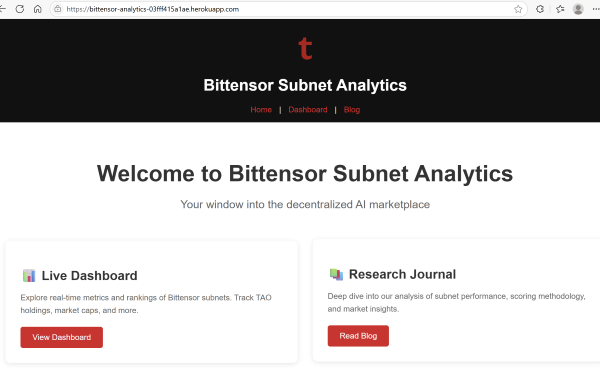 https://bittensor-analytics-03fff415a1ae.herokuapp.com
t
Bittensor Subnet Analytics
Home | Dashboard | Blog
Welcome to Bittensor Subnet Analytics
Your window into the decentralized AI marketplace
Live Dashboard
Explore real-time metrics and rankings of Bittensor subnets. Track TAO
holdings, market caps, and more.
View Dashboard
Research Journal
Deep dive into our analysis of subnet performance, scoring methodology,
and market insights.
Read Blog